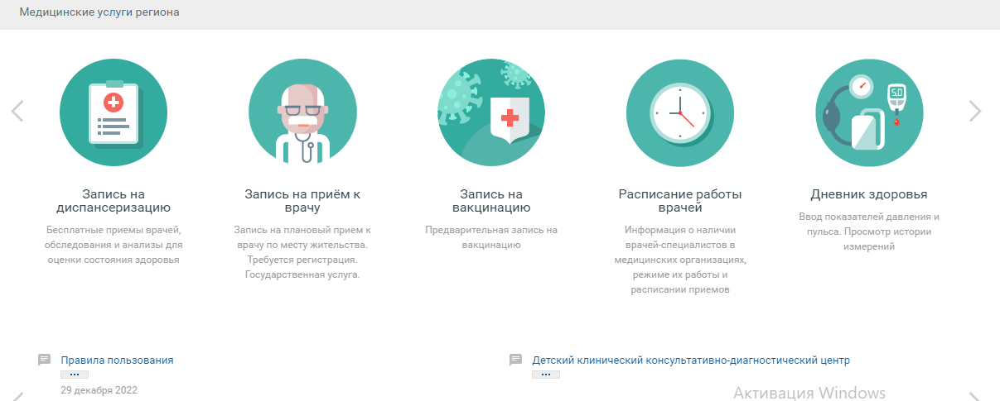 Медицинские услуги региона
5,0
Запись на
диспансеризацию
Бесплатные приемы врачей,
обследования и анализы для
оценки состояния здоровья
Запись на приём к
врачу
Запись на плановый прием к
врачу по месту жительства.
Требуется регистрация.
Государственная услуга.
Запись на
вакцинацию
Предварительная запись на
вакцинацию
Расписание работы
врачей
Информация о наличии
врачей-специалистов в
медицинских организациях,
режиме их работы и
расписании приемов
Дневник здоровья
Ввод показателей давления и
пульса. Просмотр истории
измерений
Правила пользования
...
29 декабря 2022
Детский клинический консультативно-диагностический центр
...
Активация Windows